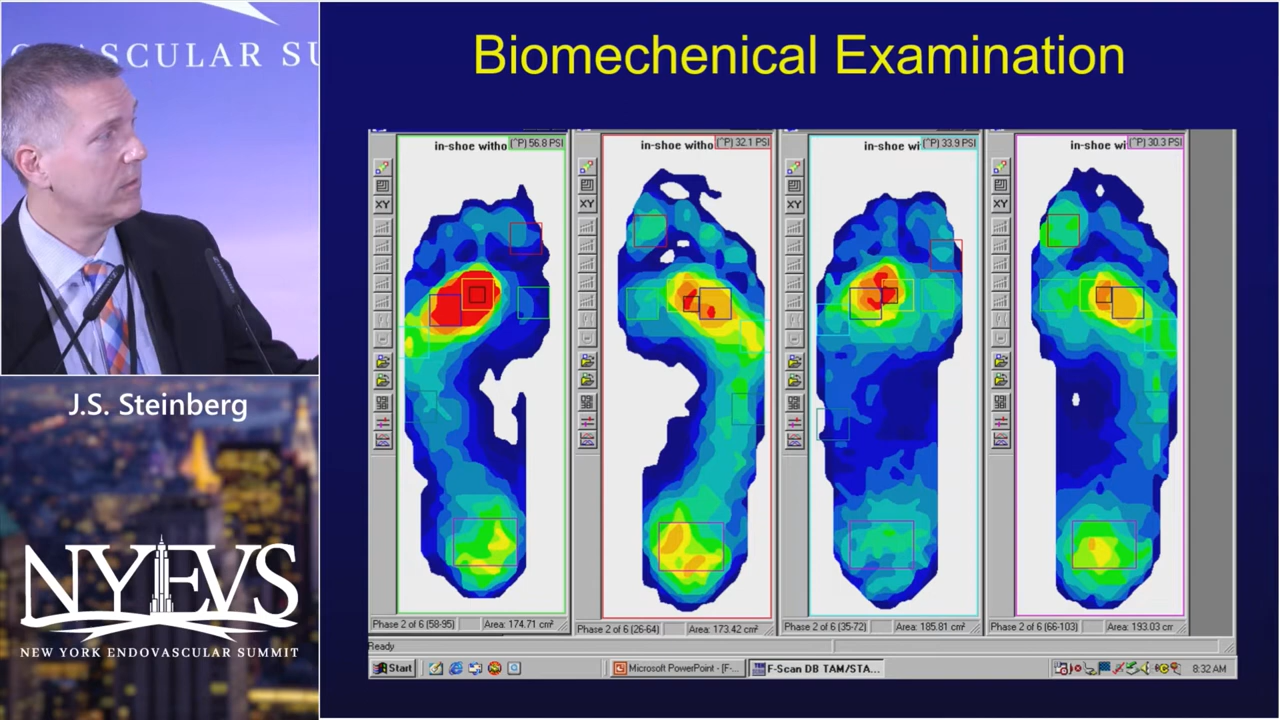 OVASCULAR SU
J.S. Steinberg
NYEVS
NEW YORK ENDOVASCULAR SUMMIT
Biomechenical Examination
in-shoe witho (^P) 56.8 PSI
in-shoe witho (^P) 32.1 PSI
in-shoe wi (^P) 33.9 PSI
in-shoe wi (^P) 30.3 PSI
XY
XY
XY
XY
Phase 2 of 6 (58-95) Area: 174.71 cm²
Phase 2 of 6 (26-64) Area: 173.42 cm²
Phase 2 of 6 (35-72) Area: 185.81 cm²
Phase 2 of 6 (66-103) Area: 193.03 cm
Ready
Start Microsoft PowerPoint - [F-... F-Scan DB TAM/STA... 8:32 AM